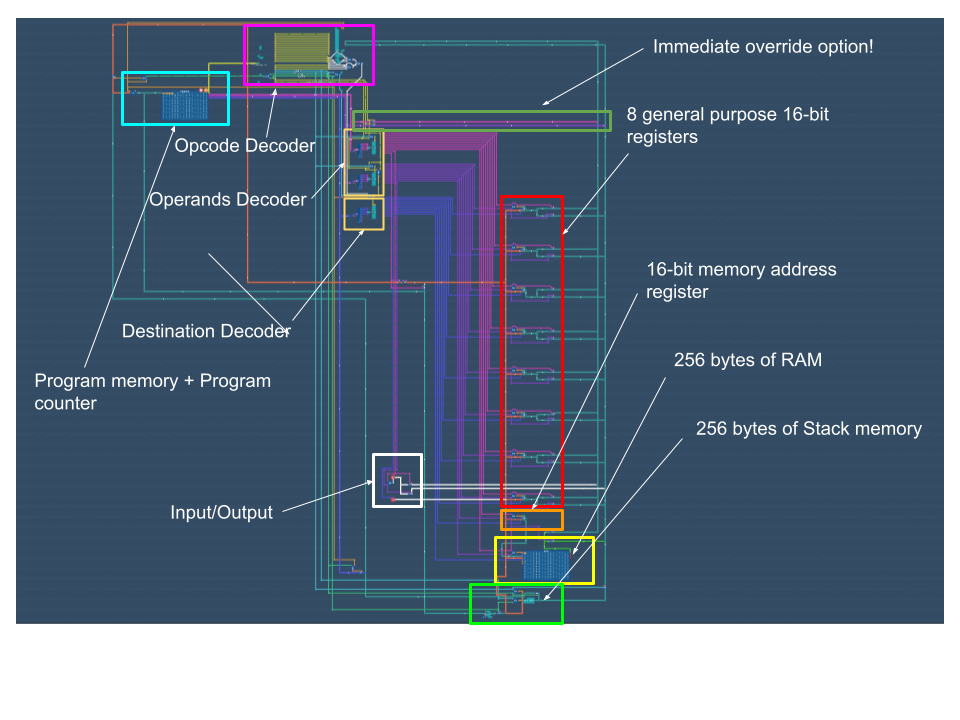 Immediate override option!
8 general purpose 16-bit
registers
Opcode Decoder
Operands Decoder
16-bit memory address
register
Destination Decoder
256 bytes of RAM
Program memory + Program
counter
256 bytes of Stack memory
Input/Output